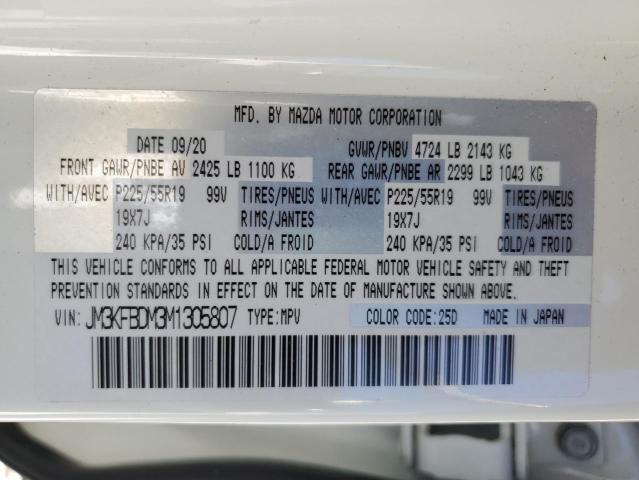 MFD. BY MAZDA MOTOR CORPORATION
DATE 09/20 GVWR/PNBV 4724 LB 2143 KG
FRONT GAWR/PNBE AV 2425 LB 1100 KG REAR GAWR/PNBE AR 2299 LB 1043 KG
WITH/AVEC P225/55R19 99V TIRES/PNEUS WITH/AVEC P225/55R19 99V TIRES/PNEUS
19X7J RIMS/JANTES 19X7J RIMS/JANTES
240 KPA/35 PSI COLD/A FROID 240 KPA/35 PSI COLD/A FROID
THIS VEHICLE CONFORMS TO ALL APPLICABLE FEDERAL MOTOR VEHICLE SAFETY AND THEFT
PREVENTION STANDARDS IN EFFECT ON THE DATE OF MANUFACTURE SHOWN ABOVE.
VIN: JM3KFBDM3M1305807 TYPE:MPV COLOR CODE:25D MADE IN JAPAN